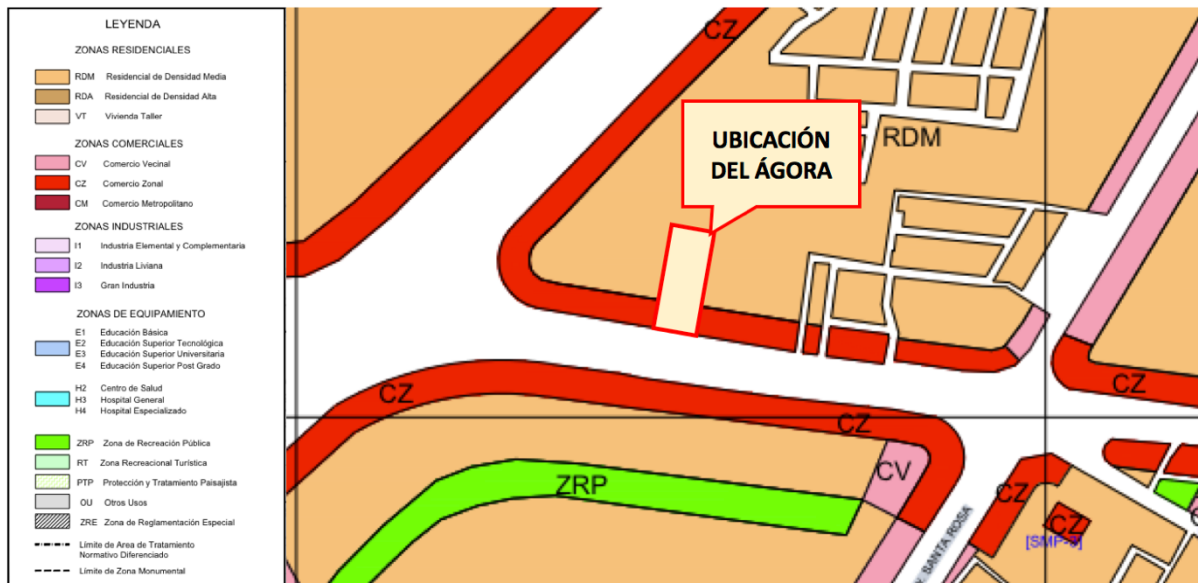 LEYENDA
ZONAS RESIDENCIALES
RDM Residencial de Densidad Media
RDA Residencial de Densidad Alta
VT Vivienda Taller
ZONAS COMERCIALES
CV Comercio Vecinal
CZ Comercio Zonal
CM Comercio Metropolitano
ZONAS INDUSTRIALES
I1 Industria Elemental y Complementaria
I2 Industria Liviana
I3 Gran Industria
ZONAS DE EQUIPAMIENTO
E1 Educación Básica
E2 Educación Superior Tecnológica
E3 Educación Superior Universitaria
E4 Educación Superior Post Grado
H2 Centro de Salud
H3 Hospital General
H4 Hospital Especializado
ZRP Zona de Recreación Pública
RT Zona Recreacional Turística
PTP Protección y Tratamiento Paisajista
OU Otros Usos
ZRE Zona de Reglamentación Especial
Límite de Area de Tratamiento
Normativo Diferenciado
Límite de Zona Monumental
CZ
UBICACIÓN
DEL ÁGORA
RDM
CZ
CZ
CZ
CV
ZRP
CZ
CZ
[SMP-3]
SANTA ROSA